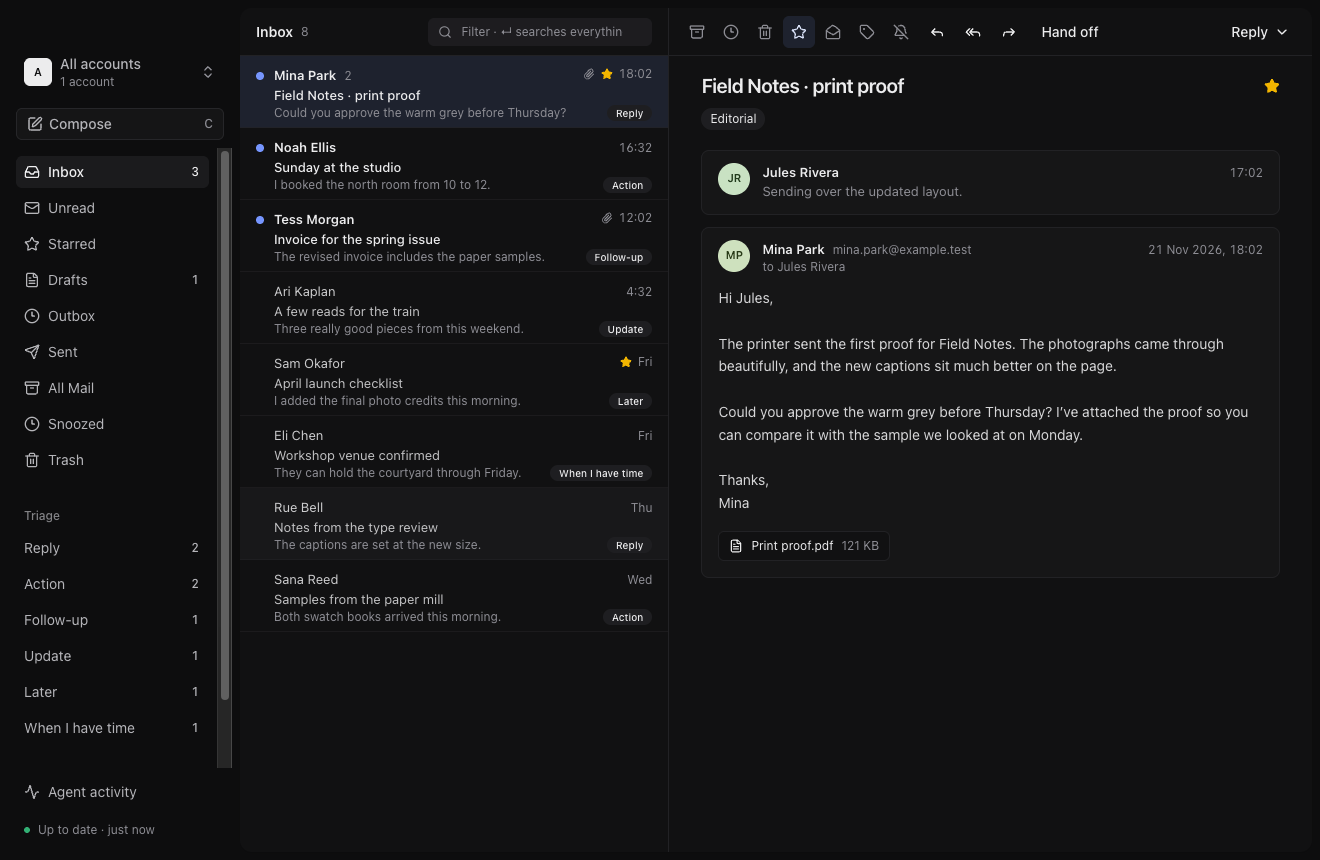 A
All accounts
1 account
Compose C
Inbox 3
Unread
Starred
Drafts 1
Outbox
Sent
All Mail
Snoozed
Trash
Triage
Reply 2
Action 2
Follow-up 1
Update 1
Later 1
When I have time 1
Agent activity
Up to date · just now
Inbox 8
Filter · ↵ searches everythin
Mina Park 2 18:02
Field Notes · print proof
Could you approve the warm grey before Thursday? Reply
Noah Ellis 16:32
Sunday at the studio
I booked the north room from 10 to 12. Action
Tess Morgan 12:02
Invoice for the spring issue
The revised invoice includes the paper samples. Follow-up
Ari Kaplan 4:32
A few reads for the train
Three really good pieces from this weekend. Update
Sam Okafor Fri
April launch checklist
I added the final photo credits this morning. Later
Eli Chen Fri
Workshop venue confirmed
They can hold the courtyard through Friday. When I have time
Rue Bell Thu
Notes from the type review
The captions are set at the new size. Reply
Sana Reed Wed
Samples from the paper mill
Both swatch books arrived this morning. Action
Hand off Reply
Field Notes · print proof
Editorial
JR
Jules Rivera 17:02
Sending over the updated layout.
MP
Mina Park mina.park@example.test 21 Nov 2026, 18:02
to Jules Rivera
Hi Jules,
The printer sent the first proof for Field Notes. The photographs came through
beautifully, and the new captions sit much better on the page.
Could you approve the warm grey before Thursday? I’ve attached the proof so you
can compare it with the sample we looked at on Monday.
Thanks,
Mina
Print proof.pdf 121 KB